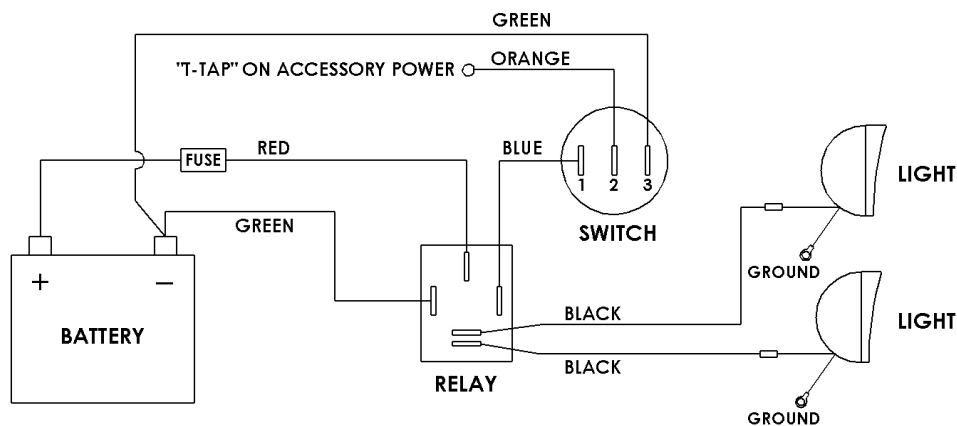 GREEN
"T-TAP" ON ACCESSORY POWER
ORANGE
FUSE
RED
BLUE
1 2 3
LIGHT
GREEN
SWITCH
GROUND
+ −
BLACK
LIGHT
BATTERY
BLACK
RELAY
GROUND